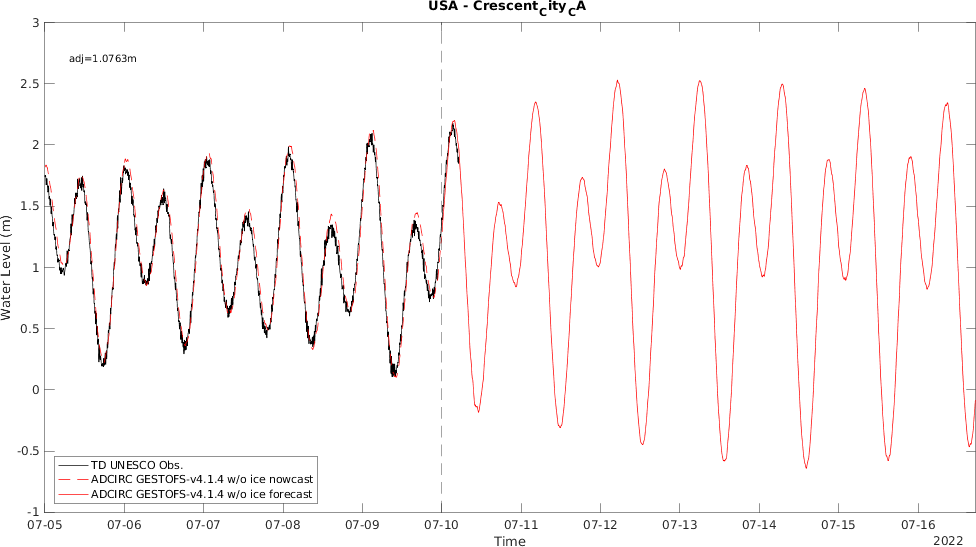 USA - Crescent_City_CA
adj=1.0763m
3
2.5
2
1.5
1
0.5
0
-0.5
-1
Water Level (m)
TD UNESCO Obs.
ADCIRC GESTOFS-v4.1.4 w/o ice nowcast
ADCIRC GESTOFS-v4.1.4 w/o ice forecast
07-05 07-06 07-07 07-08 07-09 07-10 07-11 07-12 07-13 07-14 07-15 07-16
Time
2022